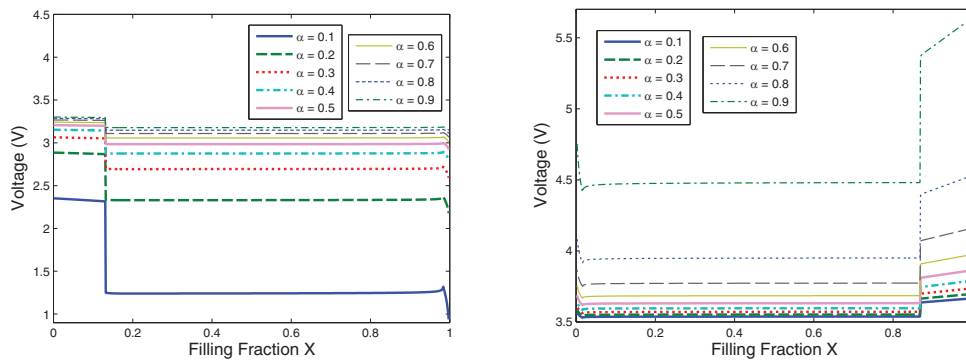 4.5
4
3.5
3
2.5
2
1.5
1
Voltage (V)
0
0.2
0.4
0.6
0.8
1
Filling Fraction X
α = 0.1
α = 0.2
α = 0.3
α = 0.4
α = 0.5
α = 0.6
α = 0.7
α = 0.8
α = 0.9
5.5
5
4.5
4
3.5
Voltage (V)
0
0.2
0.4
0.6
0.8
Filling Fraction X
α = 0.1
α = 0.2
α = 0.3
α = 0.4
α = 0.5
α = 0.6
α = 0.7
α = 0.8
α = 0.9